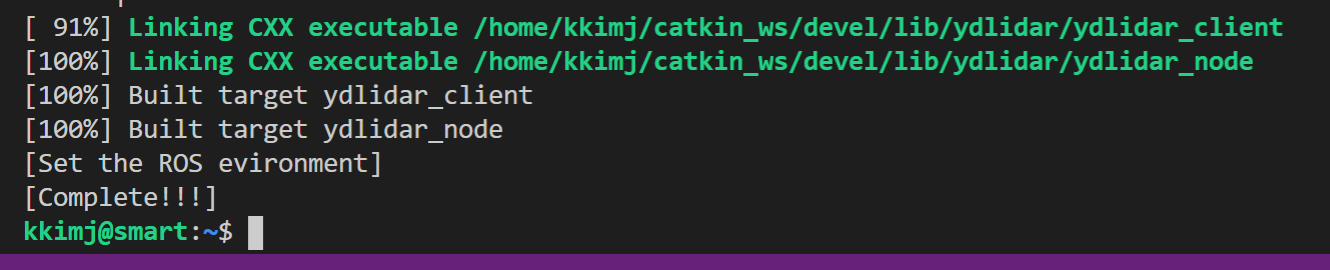 [ 91%] Linking CXX executable /home/kkimj/catkin_ws/devel/lib/ydlidar/ydlidar_client
[100%] Linking CXX executable /home/kkimj/catkin_ws/devel/lib/ydlidar/ydlidar_node
[100%] Built target ydlidar_client
[100%] Built target ydlidar_node
[Set the ROS evironment]
[Complete!!!]
kkimj@smart:~$